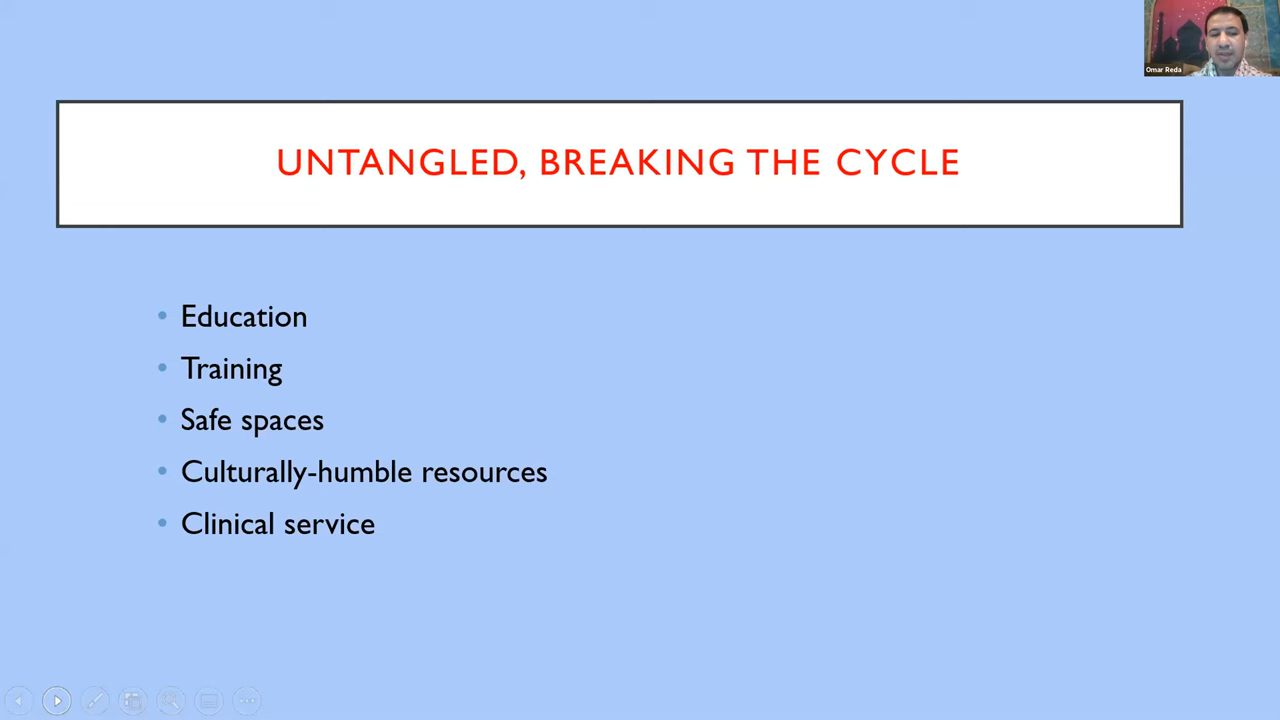 Omar Reda
UNTANGLED, BREAKING THE CYCLE
• Education
• Training
• Safe spaces
• Culturally-humble resources
• Clinical service